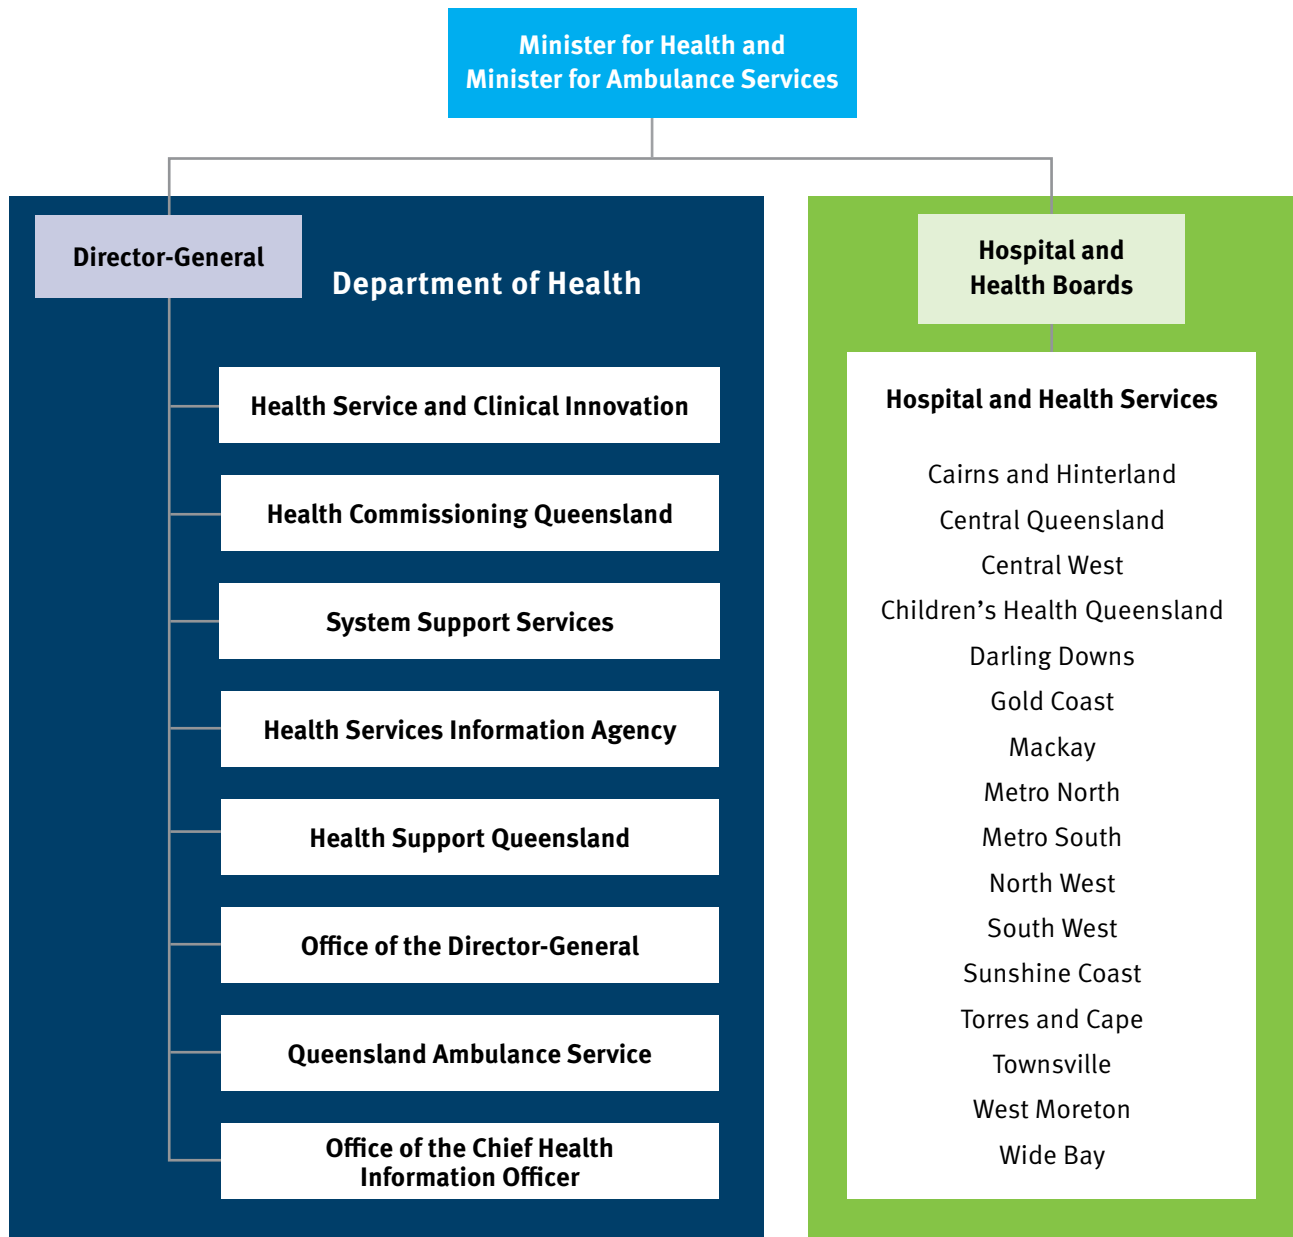 Minister for Health and
Minister for Ambulance Services
Director-General
Department of Health
Health Service and Clinical Innovation
Health Commissioning Queensland
System Support Services
Health Services Information Agency
Health Support Queensland
Office of the Director-General
Queensland Ambulance Service
Office of the Chief Health
Information Officer
Hospital and
Health Boards
Hospital and Health Services
Cairns and Hinterland
Central Queensland
Central West
Children’s Health Queensland
Darling Downs
Gold Coast
Mackay
Metro North
Metro South
North West
South West
Sunshine Coast
Torres and Cape
Townsville
West Moreton
Wide Bay